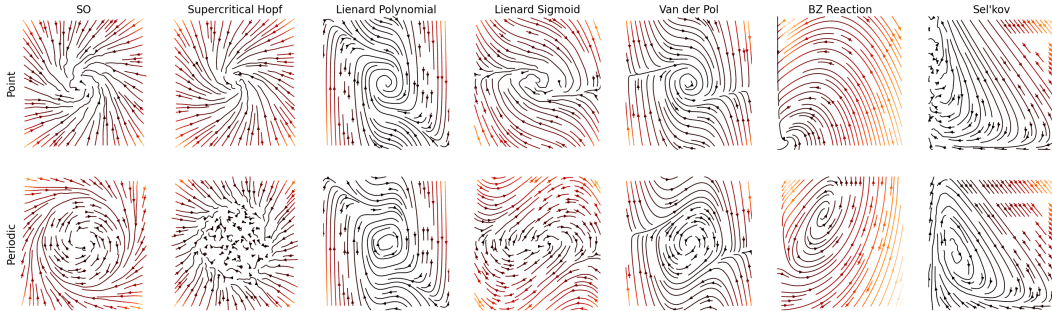 SO Supercritical Hopf Lienard Polynomial Lienard Sigmoid Van der Pol BZ Reaction Sel'kov
Point
Periodic